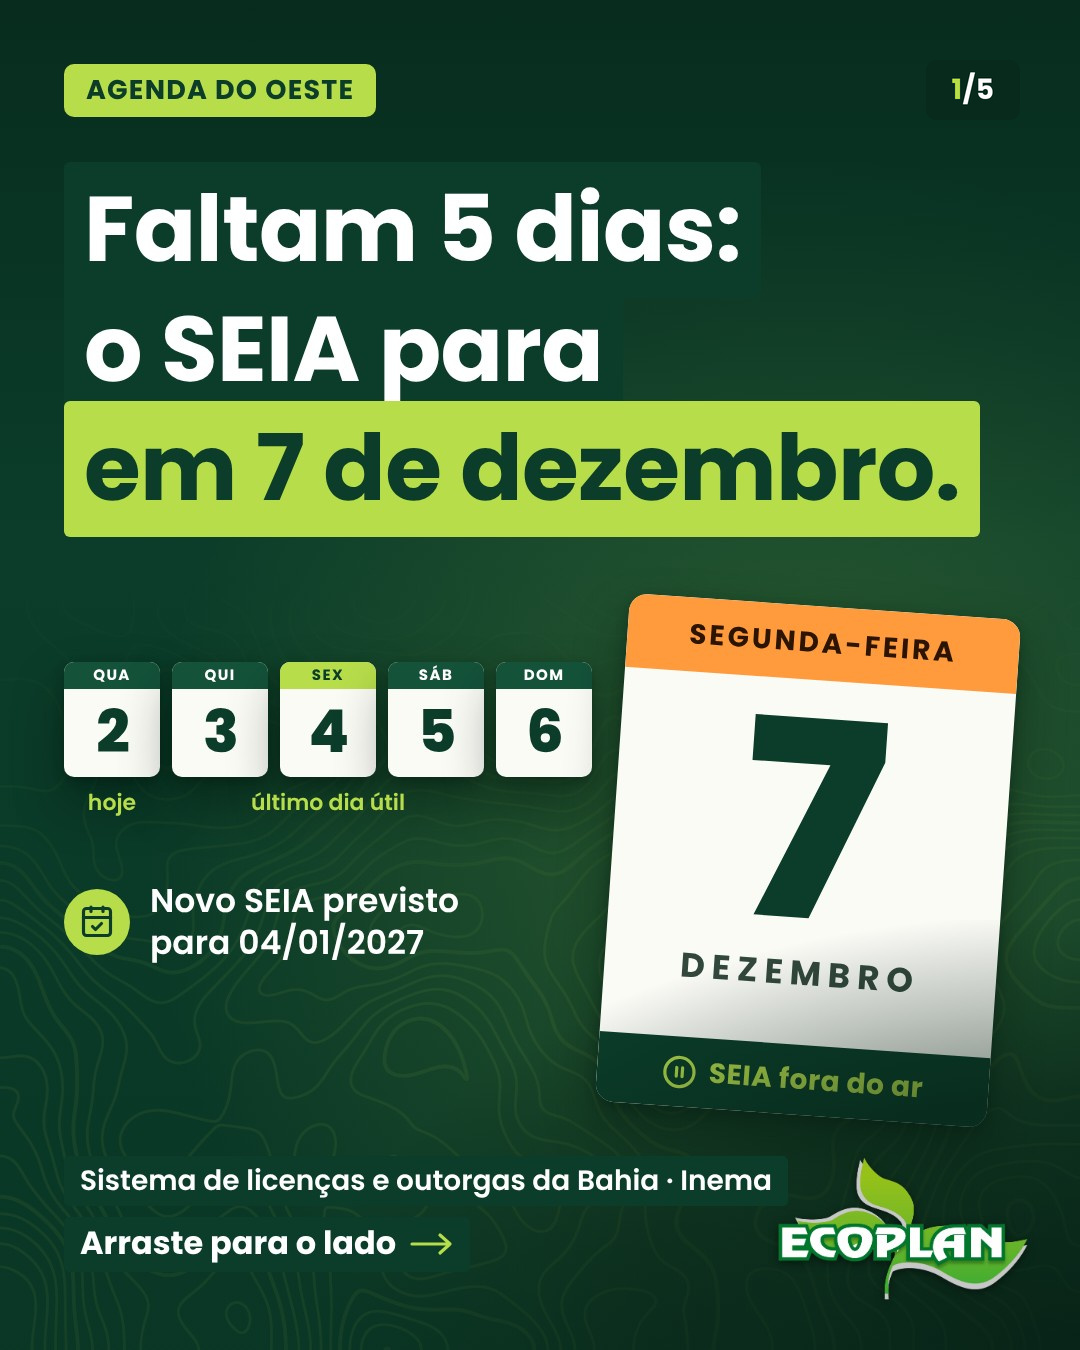 AGENDA DO OESTE
1/5
Faltam 5 dias:
o SEIA para
em 7 de dezembro.
QUA QUI SEX SÁB DOM
2 3 4 5 6
hoje último dia útil
Novo SEIA previsto
para 04/01/2027
SEGUNDA-FEIRA
7
DEZEMBRO
SEIA fora do ar
Sistema de licenças e outorgas da Bahia · Inema
Arraste para o lado →
ECOPLAN